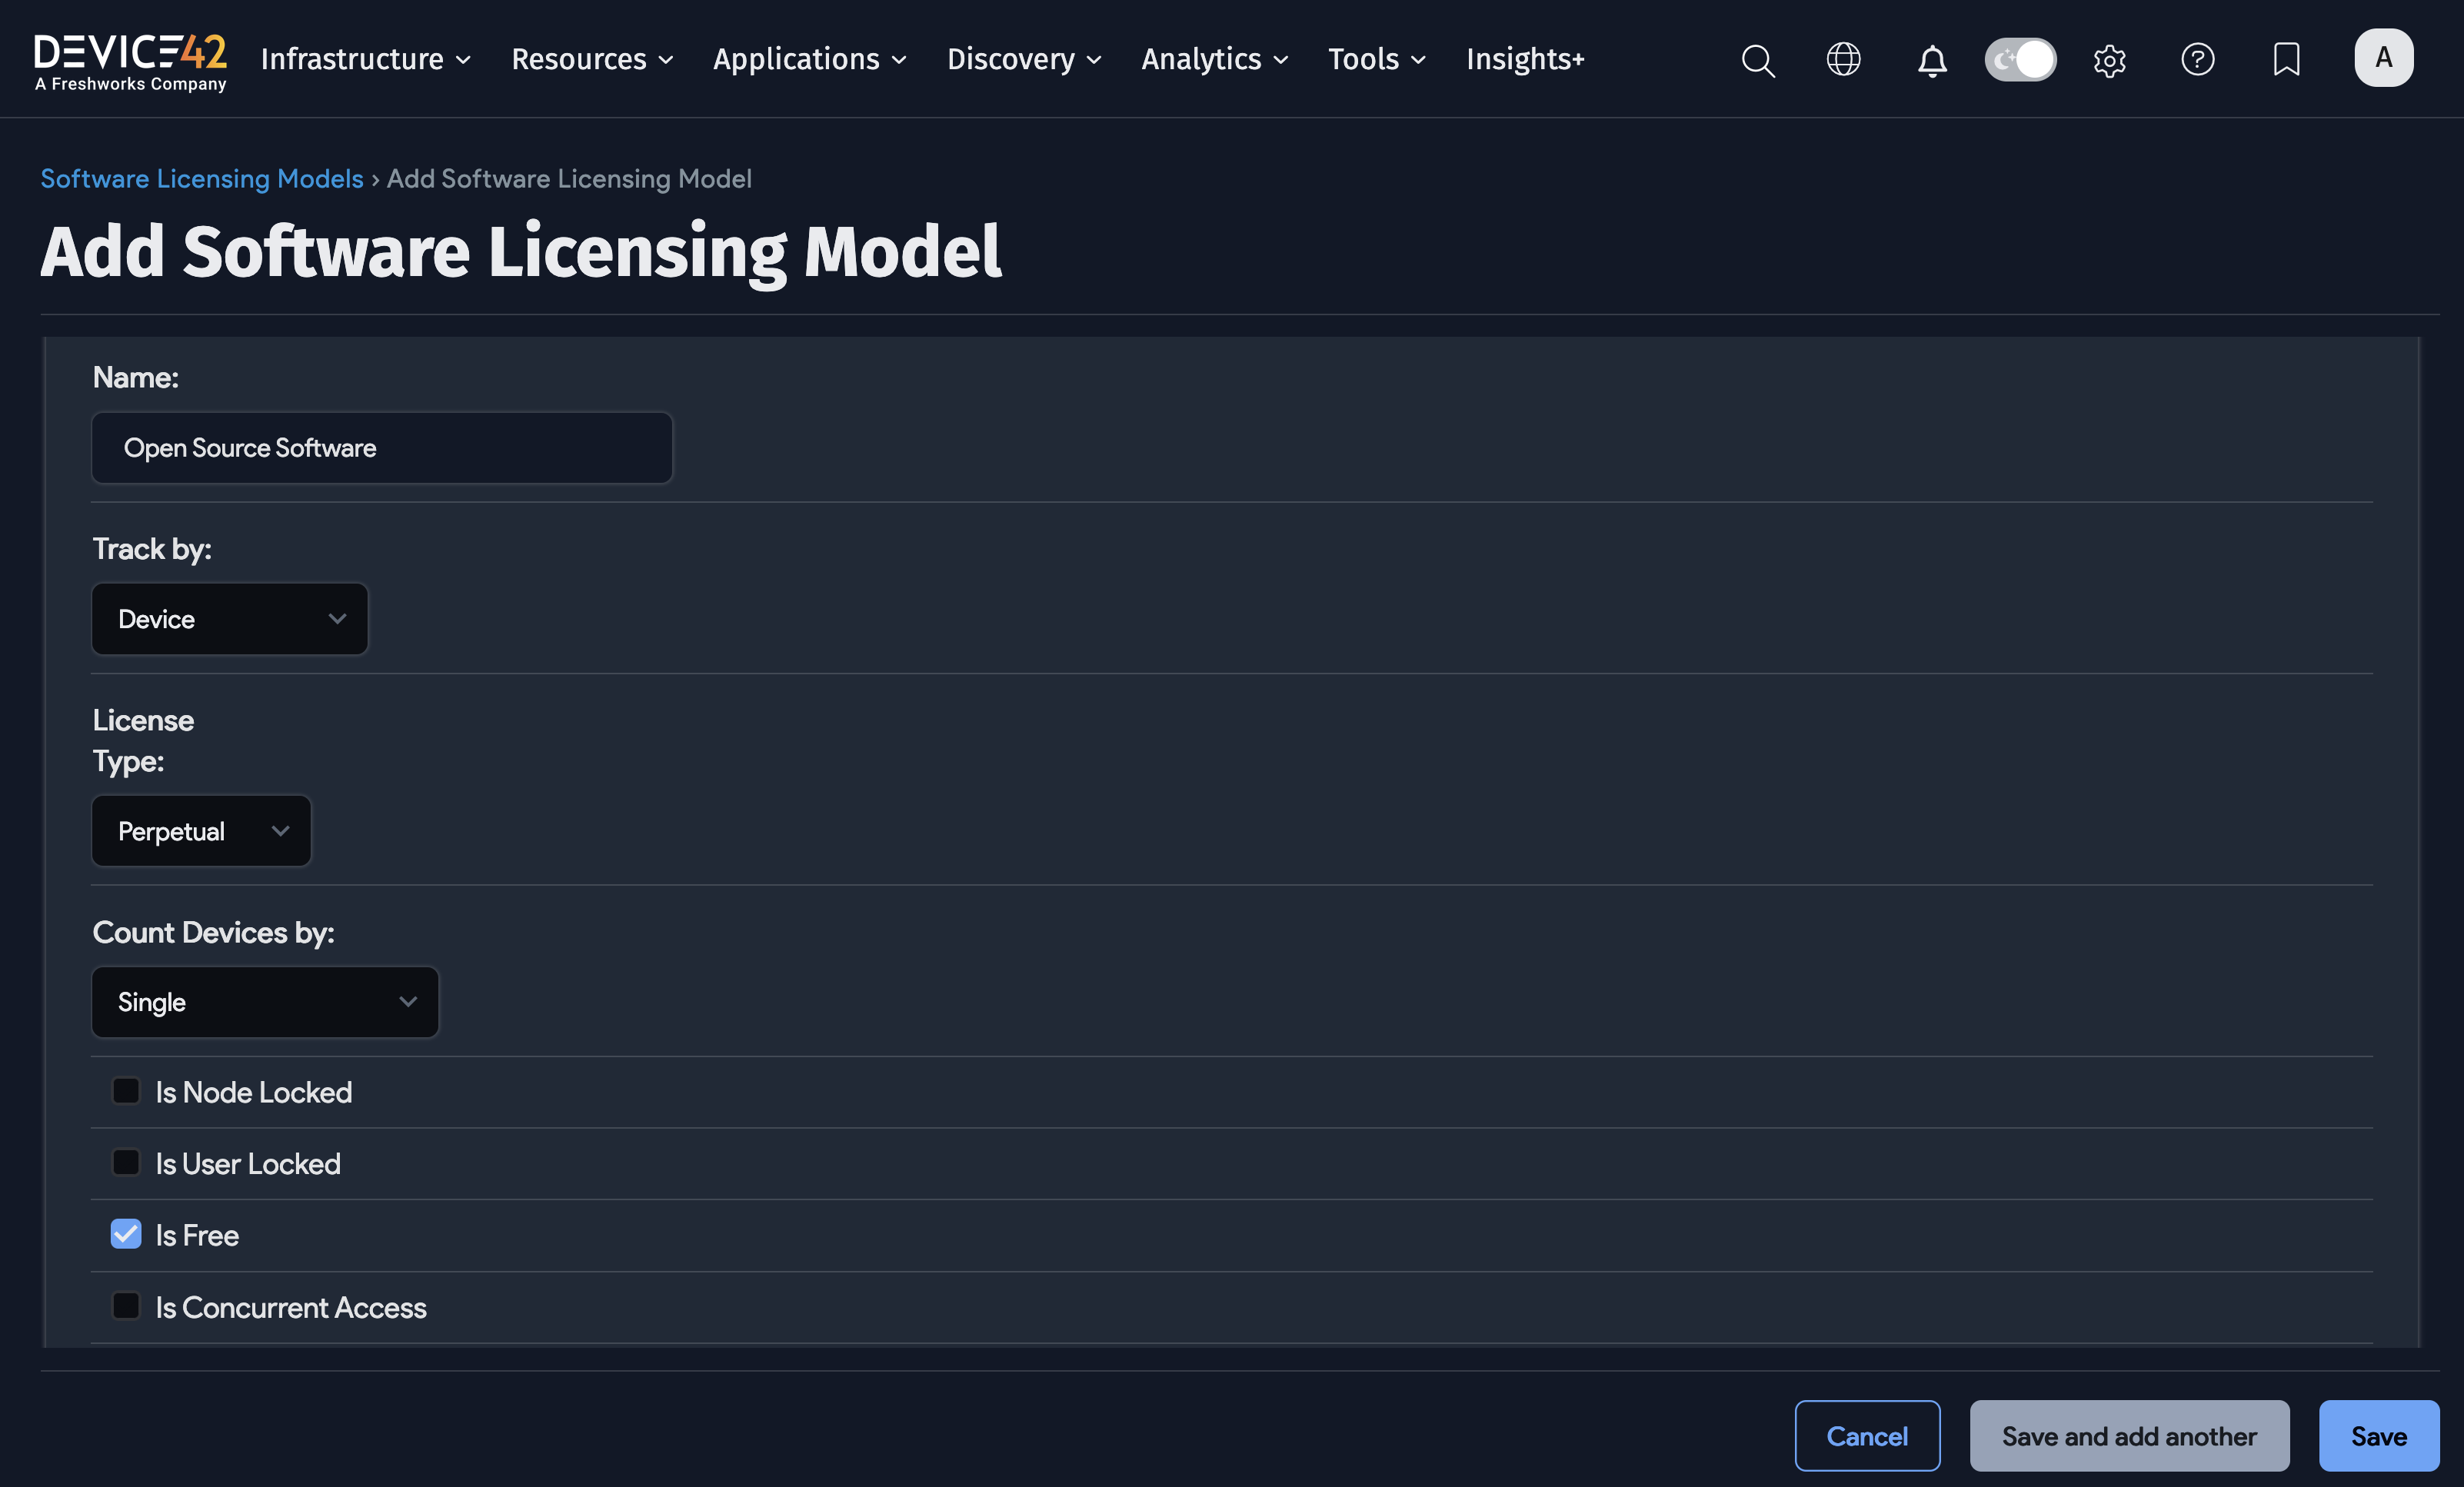 DEVICE42
A Freshworks Company
Infrastructure
Resources
Applications
Discovery
Analytics
Tools
Insights+
?
A
Software Licensing Models › Add Software Licensing Model
Add Software Licensing Model
Name:
Open Source Software
Track by:
Device
License
Type:
Perpetual
Count Devices by:
Single
Is Node Locked
Is User Locked
Is Free
Is Concurrent Access
Cancel
Save and add another
Save